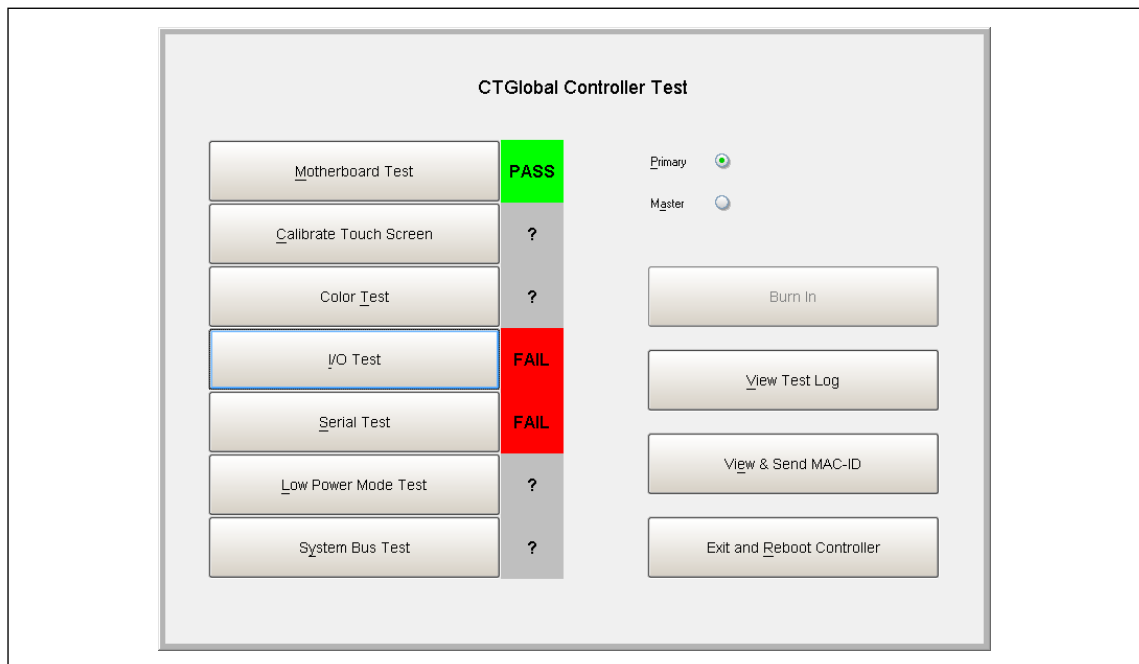 CTGlobal Controller Test
Motherboard Test PASS
Calibrate Touch Screen ?
Color Test ?
I/O Test FAIL
Serial Test FAIL
Low Power Mode Test ?
System Bus Test ?
Primary
Master
Burn In
View Test Log
View & Send MAC-ID
Exit and Reboot Controller